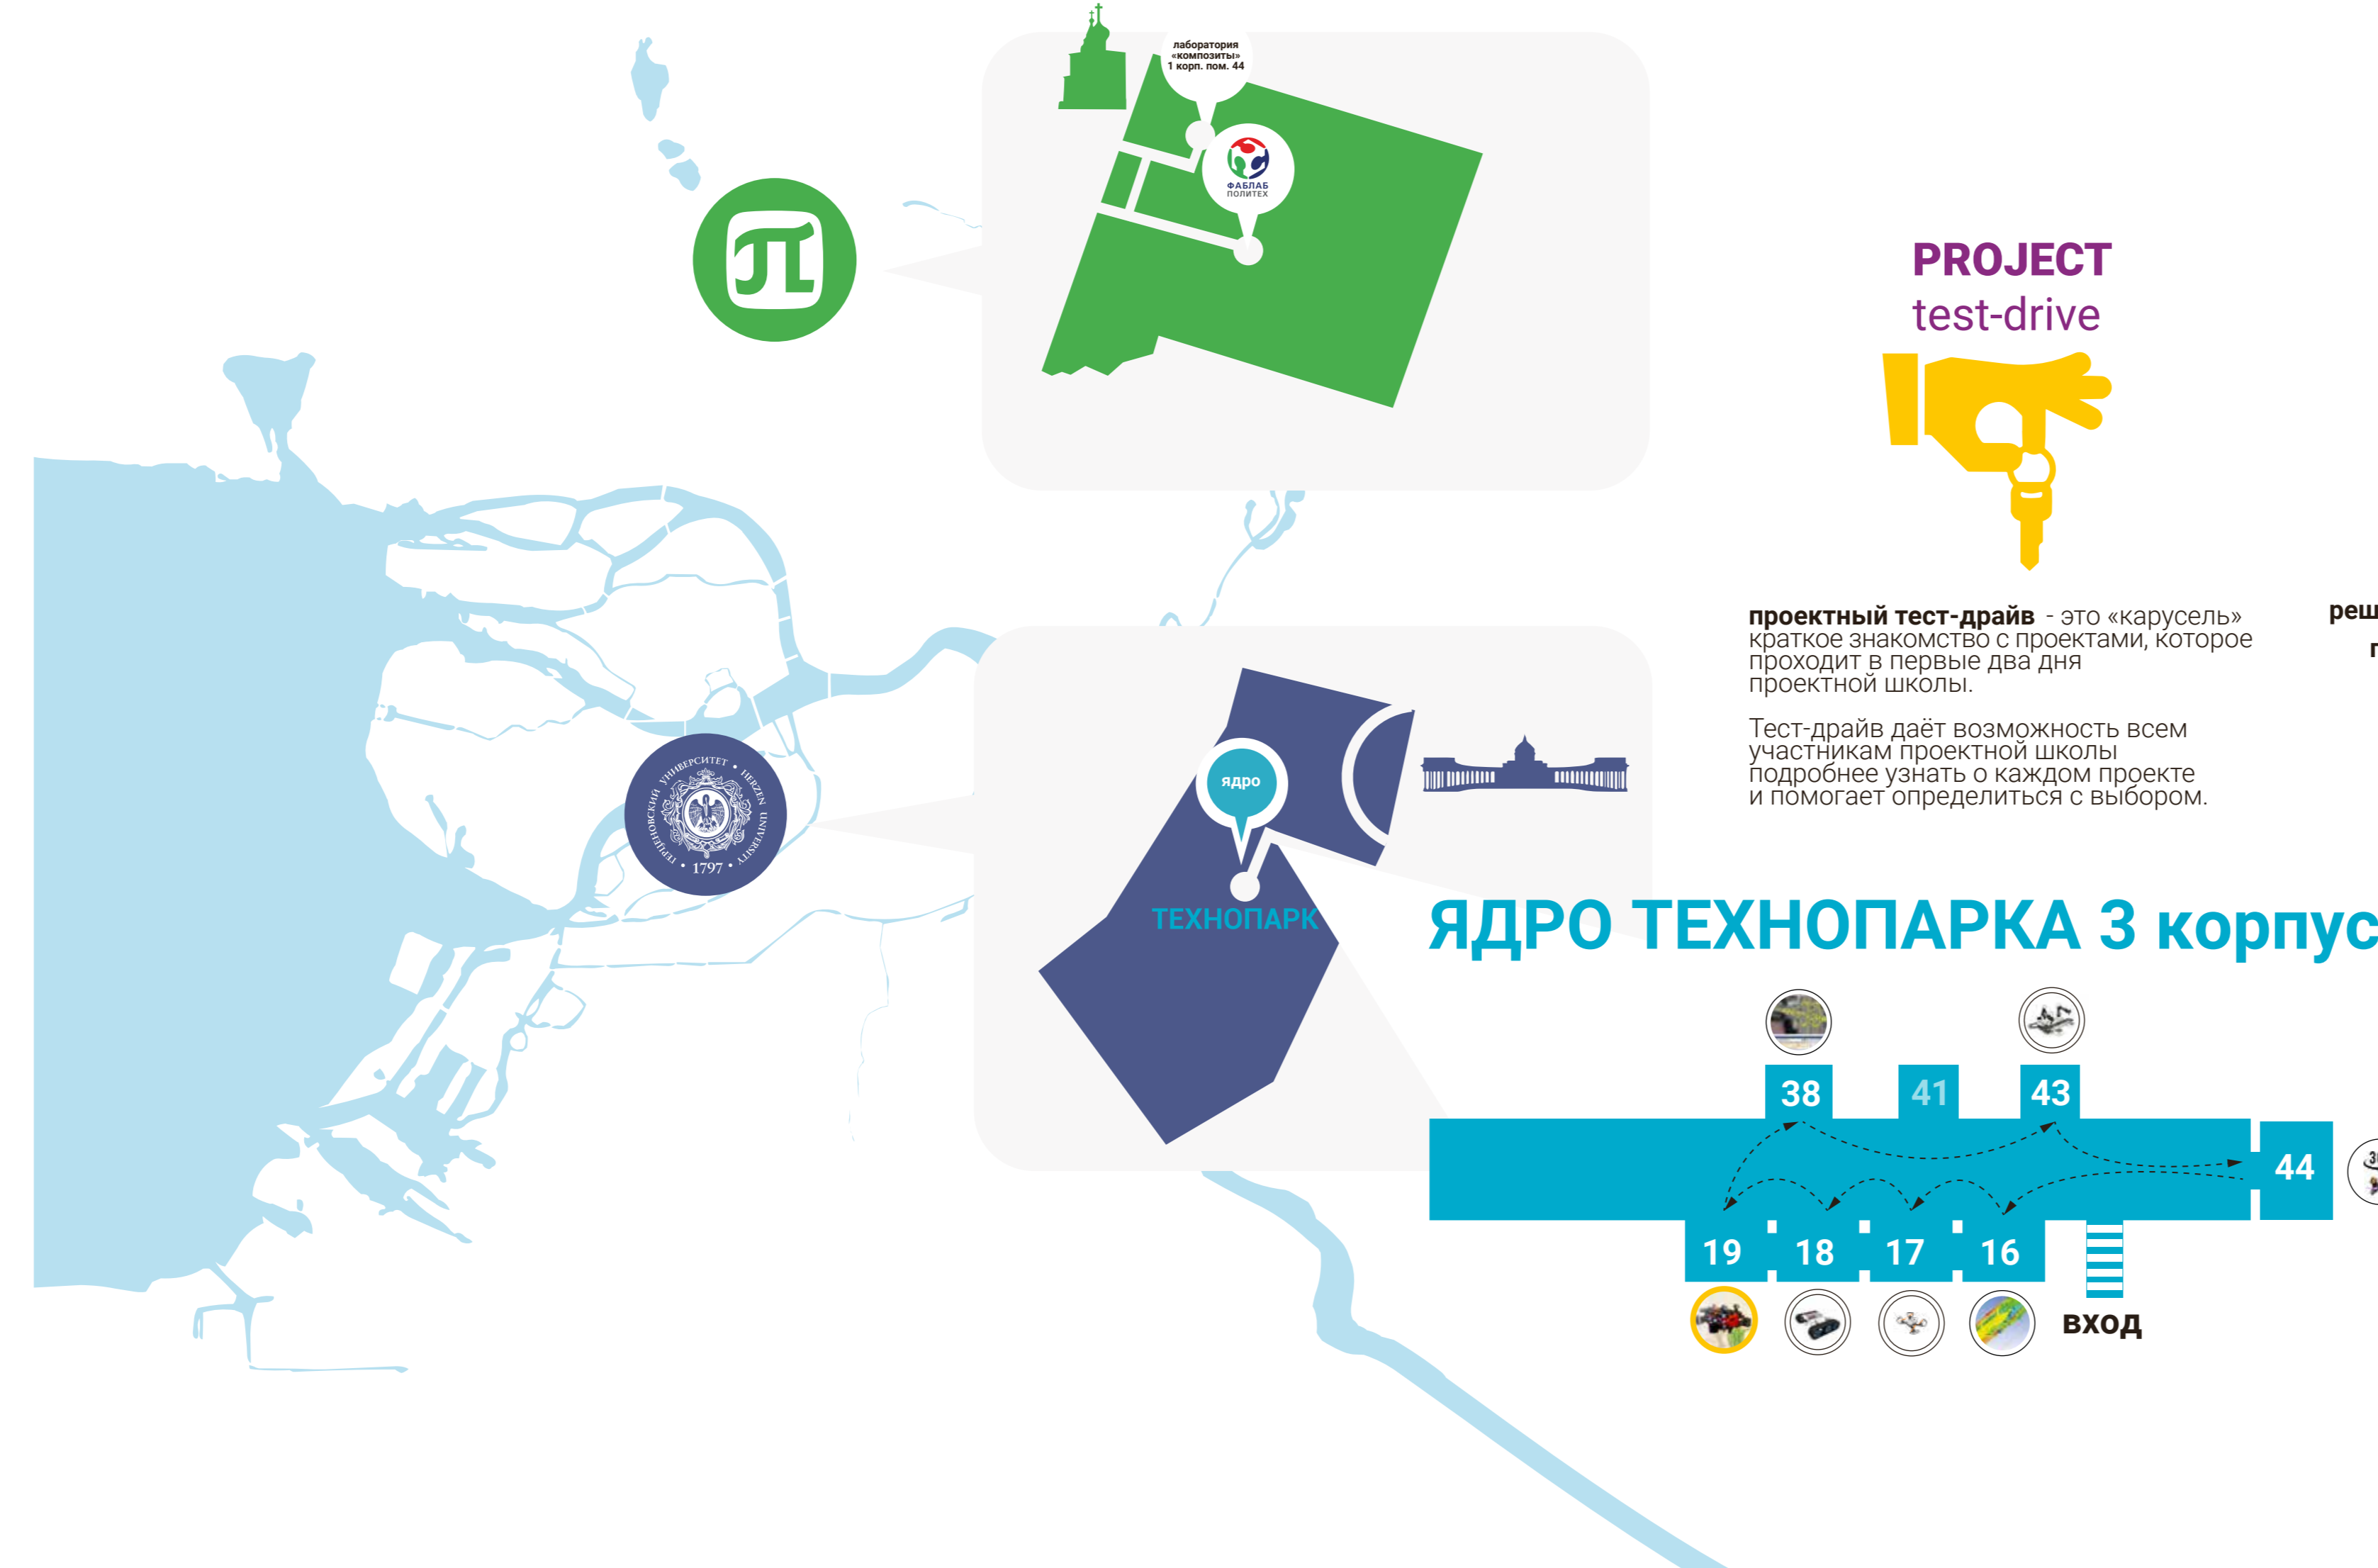 лаборатория
«композиты»
1 корп. пом. 44
ФАБЛАБ
ПОЛИТЕХ
PROJECT
test-drive
проектный тест-драйв - это «карусель»
краткое знакомство с проектами, которое
проходит в первые два дня
проектной школы.
Тест-драйв даёт возможность всем
участникам проектной школы
подробнее узнать о каждом проекте
и помогает определиться с выбором.
реш
ГЕРЦЕНОВСКИЙ УНИВЕРСИТЕТ • HERZEN UNIVERSITY
• 1797 •
ядро
ТЕХНОПАРК
ЯДРО ТЕХНОПАРКА 3 корпус
38 41 43
44
19 18 17 16
вход